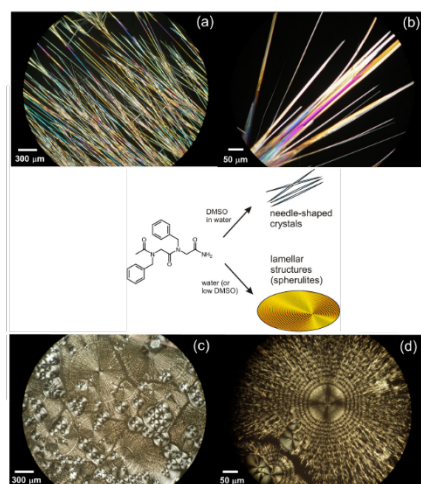 (a)
(b)
300 μm
50 μm
DMSO
in water
needle-shaped
crystals
O
N
O
N
O
NH₂
water (or
low DMSO)
lamellar
structures
(spherulites)
(c)
(d)
300 μm
50 μm